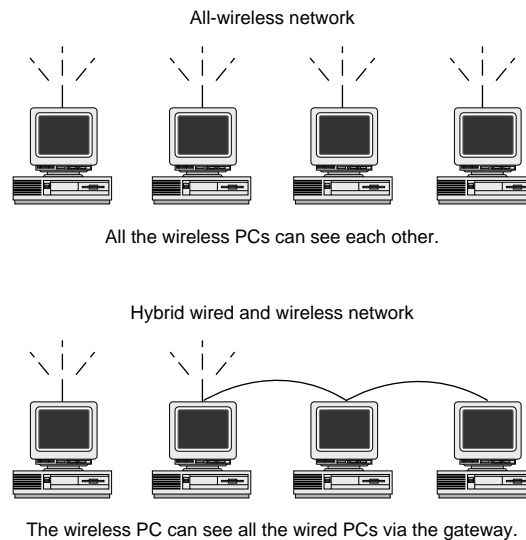 All-wireless network
All the wireless PCs can see each other.
Hybrid wired and wireless network
The wireless PC can see all the wired PCs via the gateway.